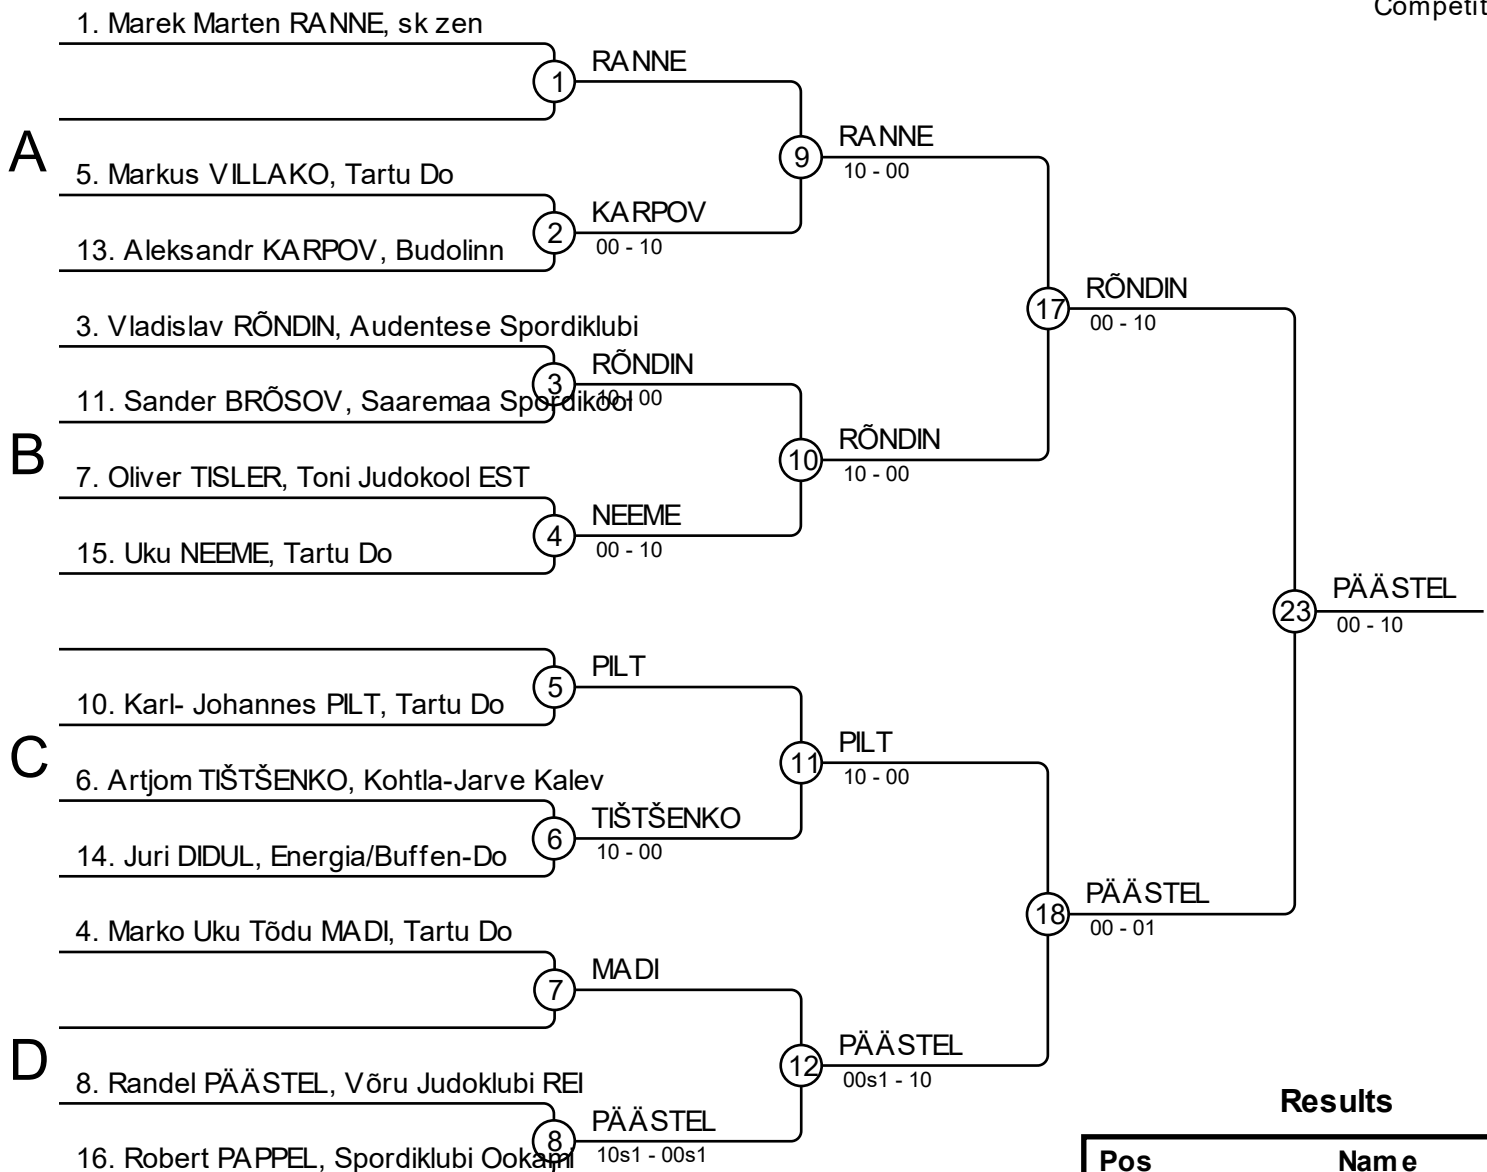 Competit
1. Marek Marten RANNE, sk zen
RANNE
1
A
RANNE
9
10 - 00
5. Markus VILLAKO, Tartu Do
KARPOV
2
00 - 10
13. Aleksandr KARPOV, Budolinn
RÕNDIN
17
00 - 10
3. Vladislav RÕNDIN, Audentese Spordiklubi
RÕNDIN
3
10 - 00
11. Sander BRÕSOV, Saaremaa Spordikool
B
RÕNDIN
10
10 - 00
7. Oliver TISLER, Toni Judokool EST
NEEME
4
00 - 10
15. Uku NEEME, Tartu Do
PÄÄSTEL
23
00 - 10
PILT
5
10. Karl- Johannes PILT, Tartu Do
C
PILT
11
10 - 00
6. Artjom TIŠTŠENKO, Kohtla-Jarve Kalev
TIŠTŠENKO
6
10 - 00
14. Juri DIDUL, Energia/Buffen-Do
PÄÄSTEL
18
00 - 01
4. Marko Uku Tõdu MADI, Tartu Do
MADI
7
D
PÄÄSTEL
12
00s1 - 10
8. Randel PÄÄSTEL, Võru Judoklubi REI
PÄÄSTEL
8
10s1 - 00s1
16. Robert PAPPEL, Spordiklubi Ookami
Results
Pos Name